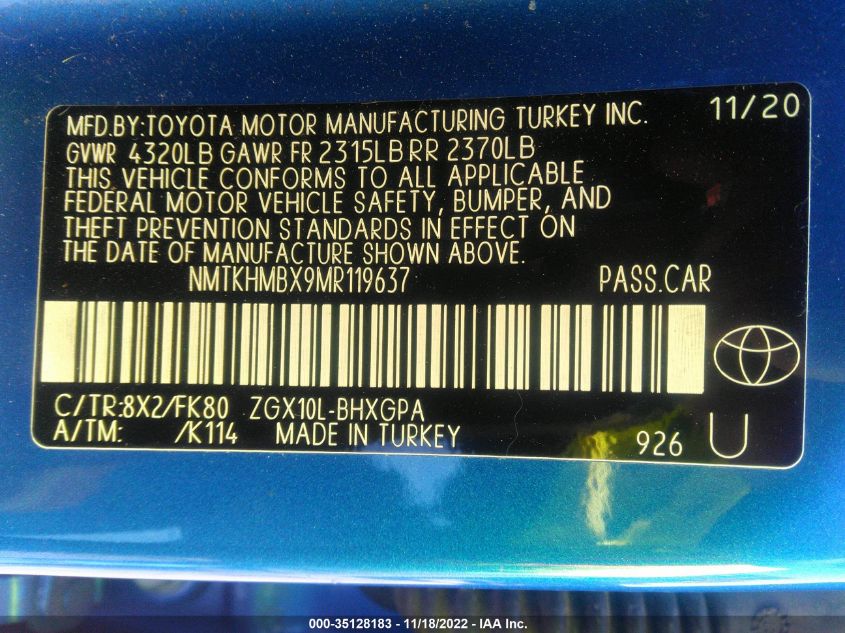 MFD.BY:TOYOTA MOTOR MANUFACTURING TURKEY INC. 11/20
GVWR 4320LB GAWR FR 2315LB RR 2370LB
THIS VEHICLE CONFORMS TO ALL APPLICABLE
FEDERAL MOTOR VEHICLE SAFETY, BUMPER, AND
THEFT PREVENTION STANDARDS IN EFFECT ON
THE DATE OF MANUFACTURE SHOWN ABOVE.
NMTKHMBX9MR119637 PASS.CAR
C/TR:8X2/FK80 ZGX10L-BHXGPA
A/TM: /K114 MADE IN TURKEY 926 U
000-35128183 - 11/18/2022 - IAA Inc.